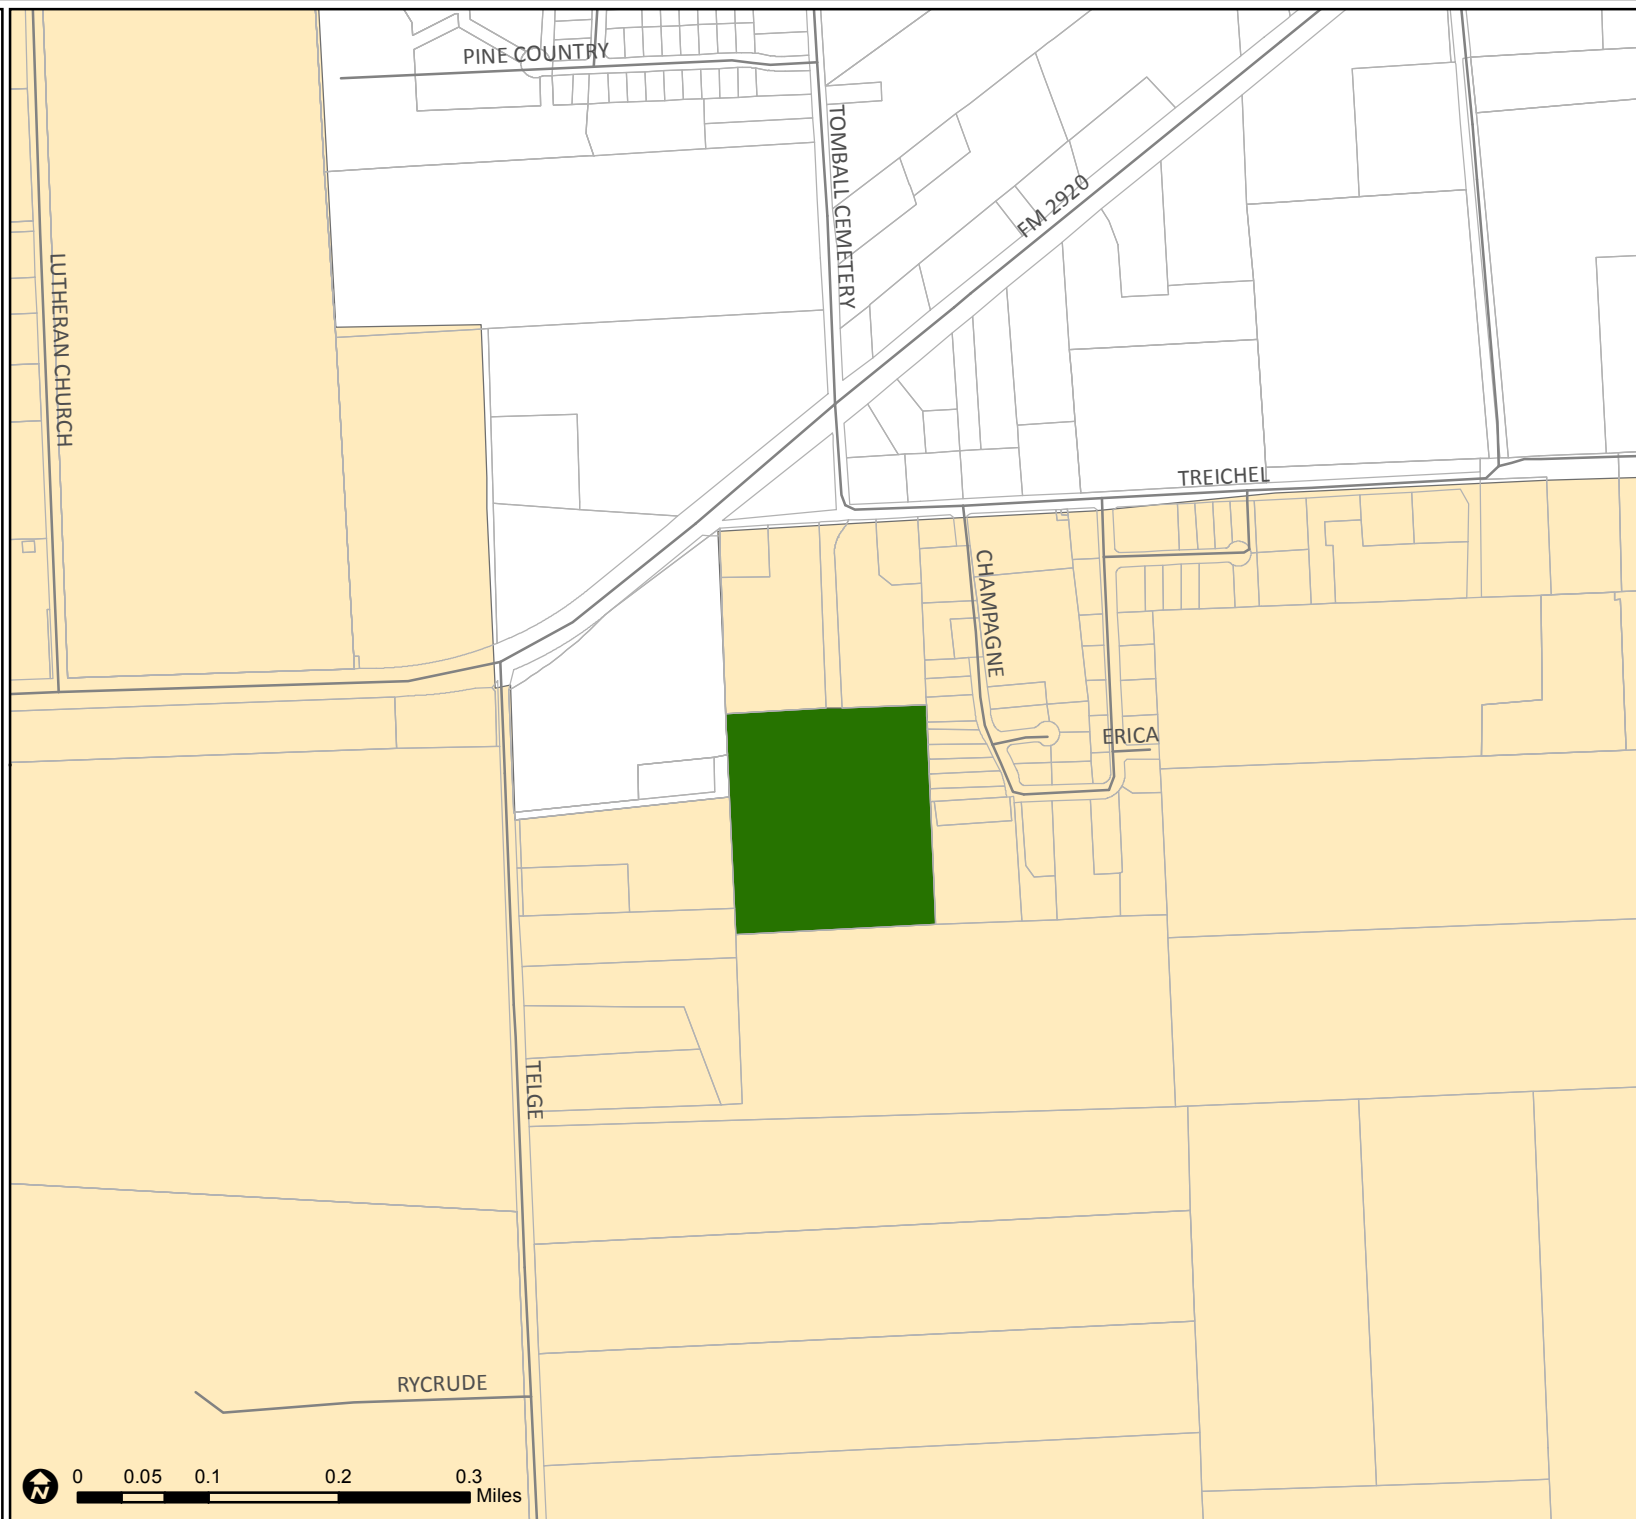 PINE COUNTRY
TOMBALL CEMETERY
FM 2920
LUTHERAN CHURCH
TREICHEL
CHAMPAGNE
ERICA
TELGE
RYCRUDE
N
0 0.05 0.1 0.2 0.3
Miles